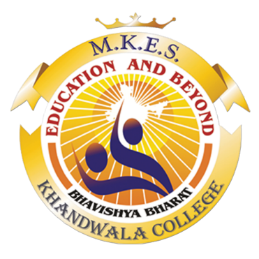 M.K.E.S.
EDUCATION AND BEYOND
BHAVISHYA BHARAT
KHANDWALA COLLEGE